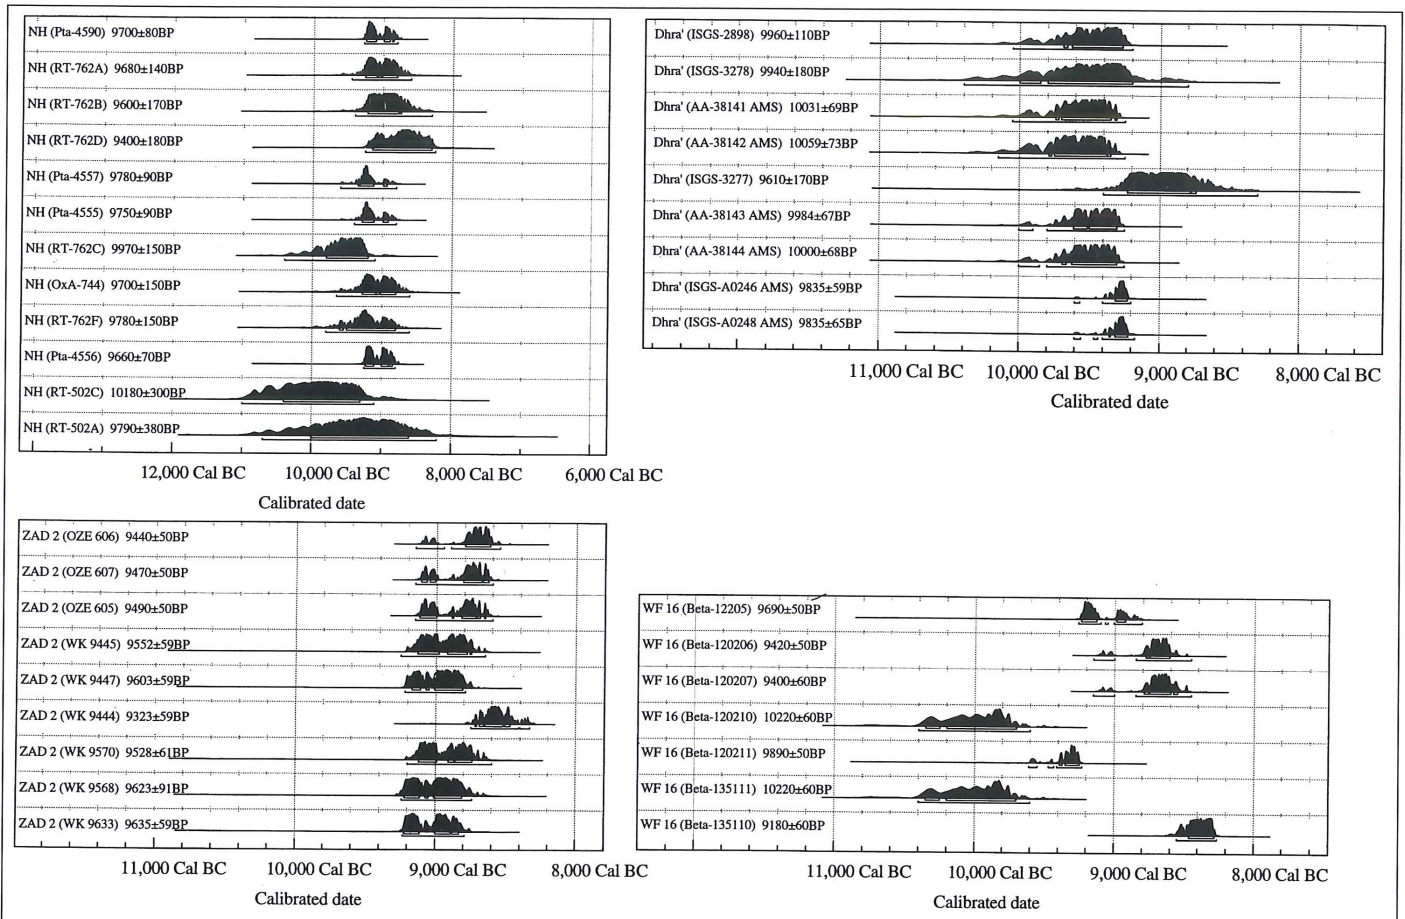 NH (Pta-4590) 9700±80BP
NH (RT-762A) 9680±140BP
NH (RT-762B) 9600±170BP
NH (RT-762D) 9400±180BP
NH (Pta-4557) 9780±90BP
NH (Pta-4555) 9750±90BP
NH (RT-762C) 9970±150BP
NH (OxA-744) 9700±150BP
NH (RT-762F) 9780±150BP
NH (Pta-4556) 9660±70BP
NH (RT-502C) 10180±300BP
NH (RT-502A) 9790±380BP
12,000 Cal BC 10,000 Cal BC 8,000 Cal BC 6,000 Cal BC
Calibrated date
Dhra' (ISGS-2898) 9960±110BP
Dhra' (ISGS-3278) 9940±180BP
Dhra' (AA-38141 AMS) 10031±69BP
Dhra' (AA-38142 AMS) 10059±73BP
Dhra' (ISGS-3277) 9610±170BP
Dhra' (AA-38143 AMS) 9984±67BP
Dhra' (AA-38144 AMS) 10000±68BP
Dhra' (ISGS-A0246 AMS) 9835±59BP
Dhra' (ISGS-A0248 AMS) 9835±65BP
11,000 Cal BC 10,000 Cal BC 9,000 Cal BC 8,000 Cal BC
Calibrated date
ZAD 2 (OZE 606) 9440±50BP
ZAD 2 (OZE 607) 9470±50BP
ZAD 2 (OZE 605) 9490±50BP
ZAD 2 (WK 9445) 9552±59BP
ZAD 2 (WK 9447) 9603±59BP
ZAD 2 (WK 9444) 9323±59BP
ZAD 2 (WK 9570) 9528±61BP
ZAD 2 (WK 9568) 9623±91BP
ZAD 2 (WK 9633) 9635±59BP
11,000 Cal BC 10,000 Cal BC 9,000 Cal BC 8,000 Cal BC
Calibrated date
WF 16 (Beta-12205) 9690±50BP
WF 16 (Beta-120206) 9420±50BP
WF 16 (Beta-120207) 9400±60BP
WF 16 (Beta-120210) 10220±60BP
WF 16 (Beta-120211) 9890±50BP
WF 16 (Beta-135111) 10220±60BP
WF 16 (Beta-135110) 9180±60BP
11,000 Cal BC 10,000 Cal BC 9,000 Cal BC 8,000 Cal BC
Calibrated date